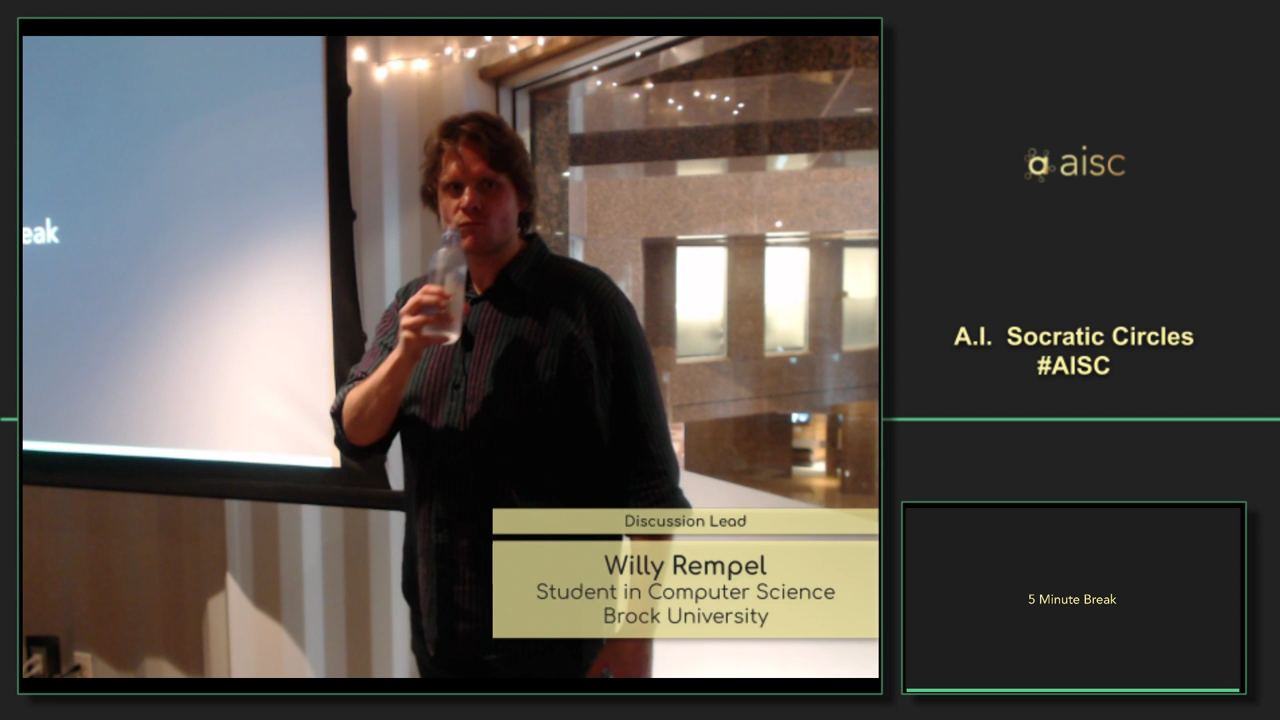 eak
Discussion Lead
Willy Rempel
Student in Computer Science
Brock University
a aisc
A.I. Socratic Circles
#AISC
5 Minute Break